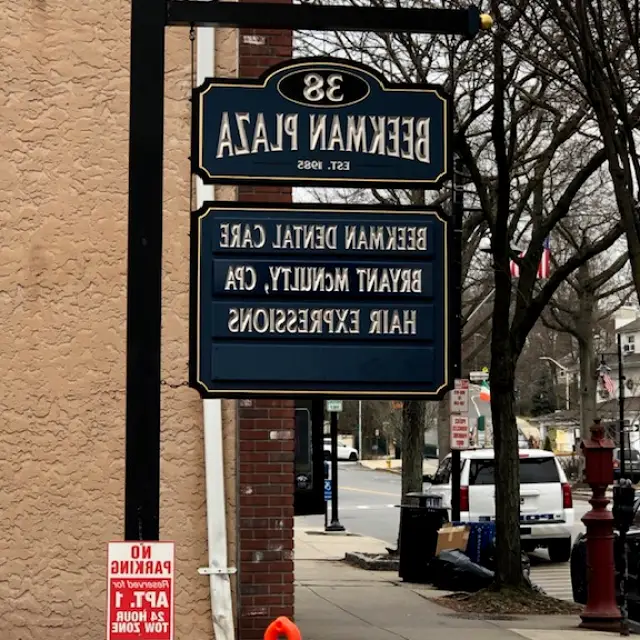 38
BEEKMAN PLAZA
EST. 1985
BEEKMAN DENTAL CARE
BRYANT McNULTY, CPA
HAIR EXPRESSIONS
NO
PARKING
Reserved for
APT. 1
24 HOUR
TOW ZONE